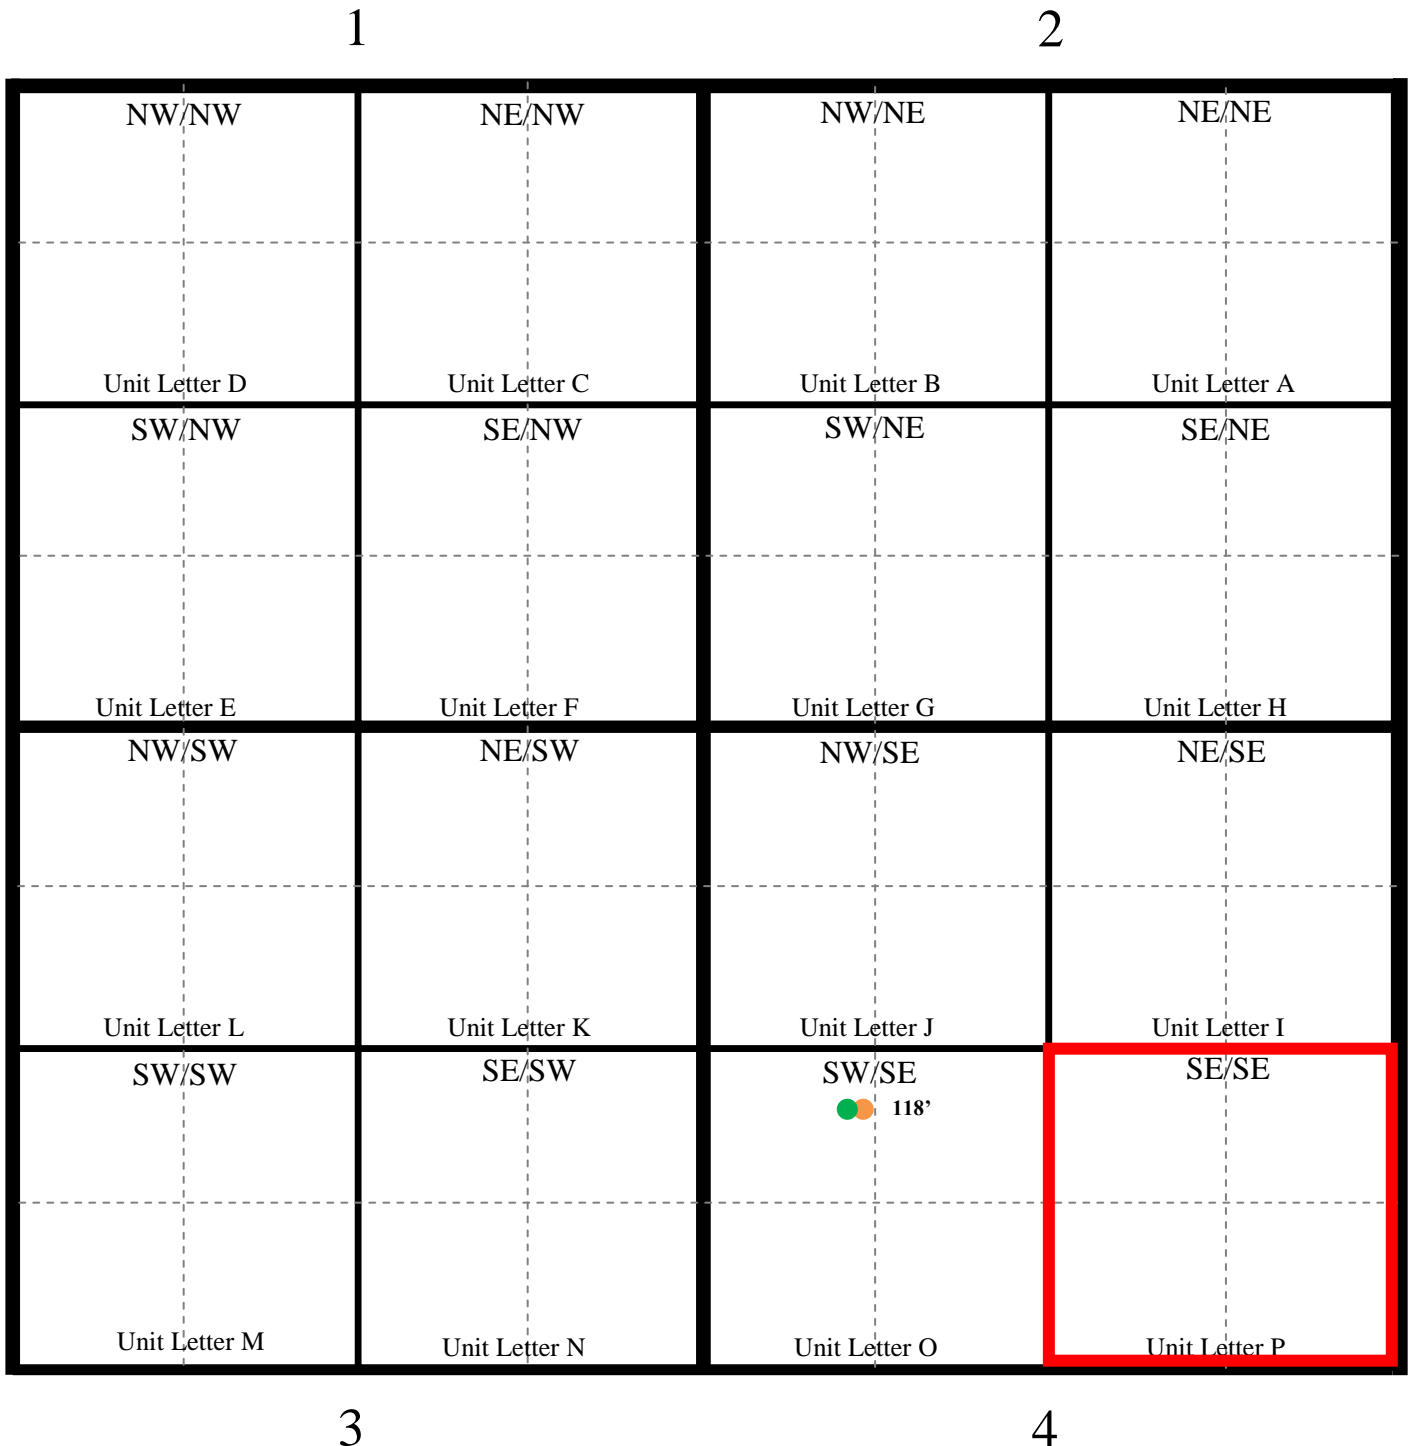 1 2
NW/NW NE/NW NW/NE NE/NE
Unit Letter D Unit Letter C Unit Letter B Unit Letter A
SW/NW SE/NW SW/NE SE/NE
Unit Letter E Unit Letter F Unit Letter G Unit Letter H
NW/SW NE/SW NW/SE NE/SE
Unit Letter L Unit Letter K Unit Letter J Unit Letter I
SW/SW SE/SW SW/SE SE/SE
118’
Unit Letter M Unit Letter N Unit Letter O Unit Letter P
3 4